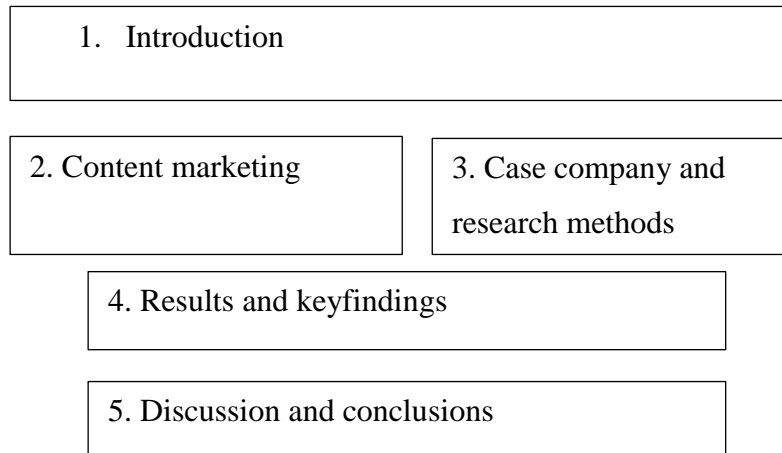 1. Introduction
2. Content marketing
3. Case company and
research methods
4. Results and keyfindings
5. Discussion and conclusions